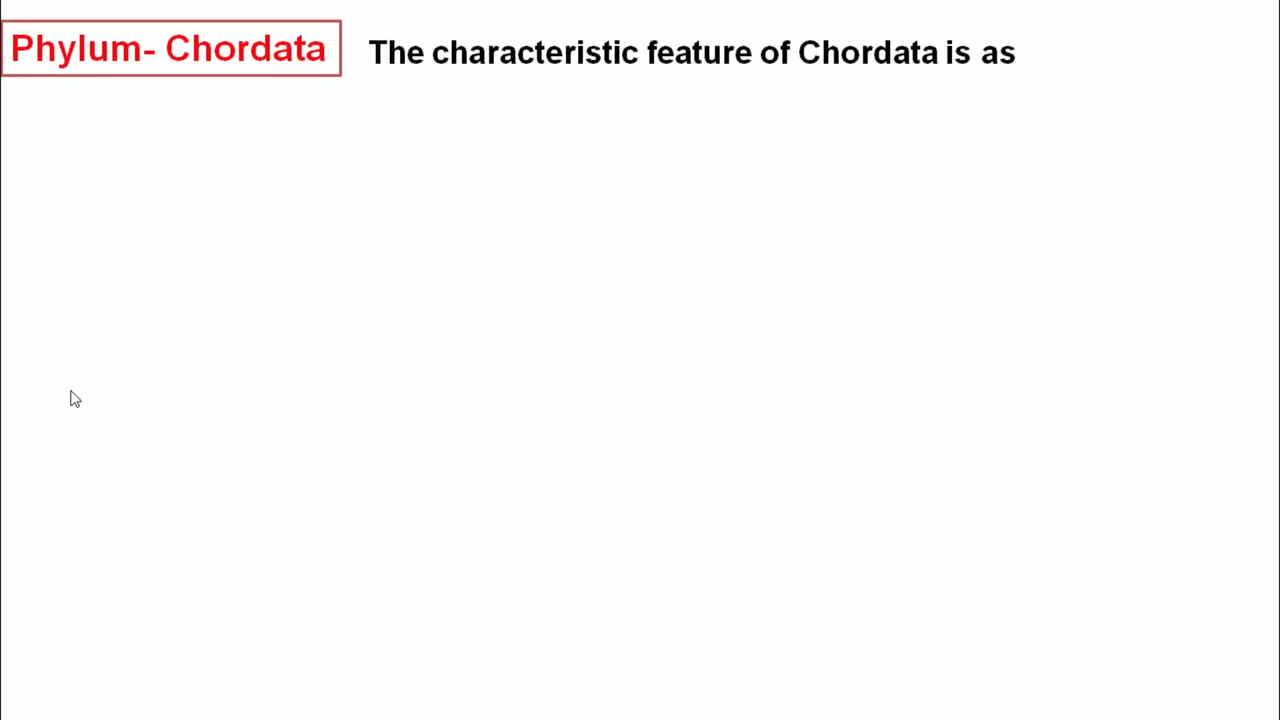 Phylum- Chordata The characteristic feature of Chordata is as